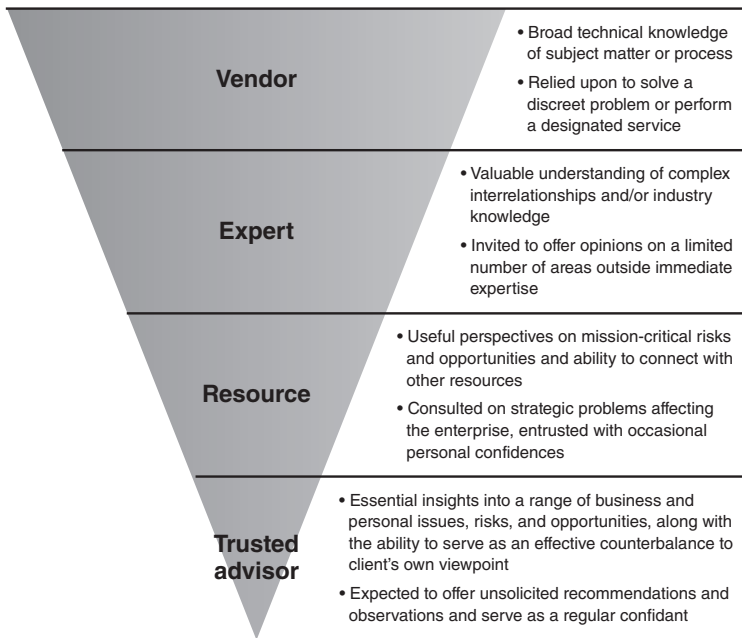 Vendor
• Broad technical knowledge
of subject matter or process
• Relied upon to solve a
discreet problem or perform
a designated service
Expert
• Valuable understanding of complex
interrelationships and/or industry
knowledge
• Invited to offer opinions on a limited
number of areas outside immediate
expertise
Resource
• Useful perspectives on mission-critical risks
and opportunities and ability to connect with
other resources
• Consulted on strategic problems affecting
the enterprise, entrusted with occasional
personal confidences
Trusted
advisor
• Essential insights into a range of business and
personal issues, risks, and opportunities, along with
the ability to serve as an effective counterbalance to
client's own viewpoint
• Expected to offer unsolicited recommendations and
observations and serve as a regular confidant